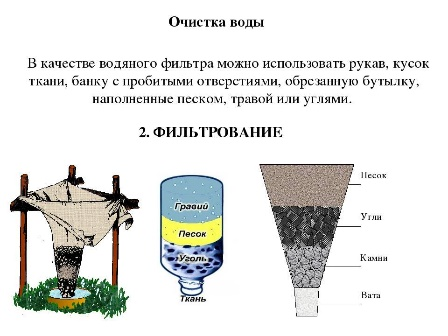 Очистка воды
В качестве водяного фильтра можно использовать рукав, кусок
ткани, банку с пробитыми отверстиями, обрезанную бутылку,
наполненные песком, травой или углями.
2. ФИЛЬТРОВАНИЕ
Гравий
Песок
Уголь
Ткань
Песок
Угли
Камни
Вата